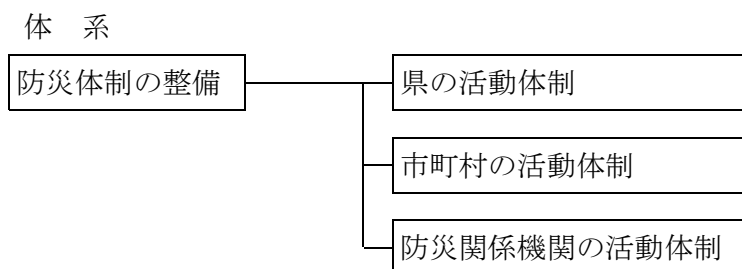 体　系
防災体制の整備
県の活動体制
市町村の活動体制
防災関係機関の活動体制